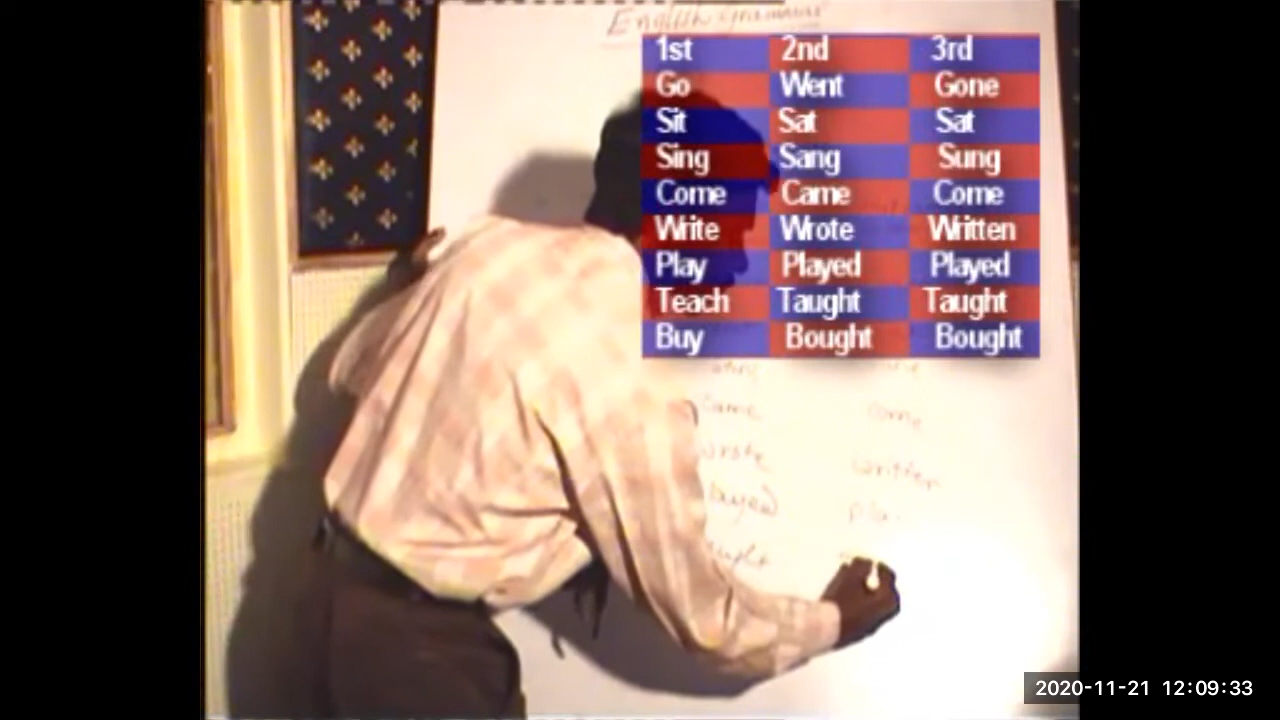 English Grammar
1st 2nd 3rd
Go Went Gone
Sit Sat Sat
Sing Sang Sung
Come Came Come
Write Wrote Written
Play Played Played
Teach Taught Taught
Buy Bought Bought
came come
wrote written
2020-11-21 12:09:33